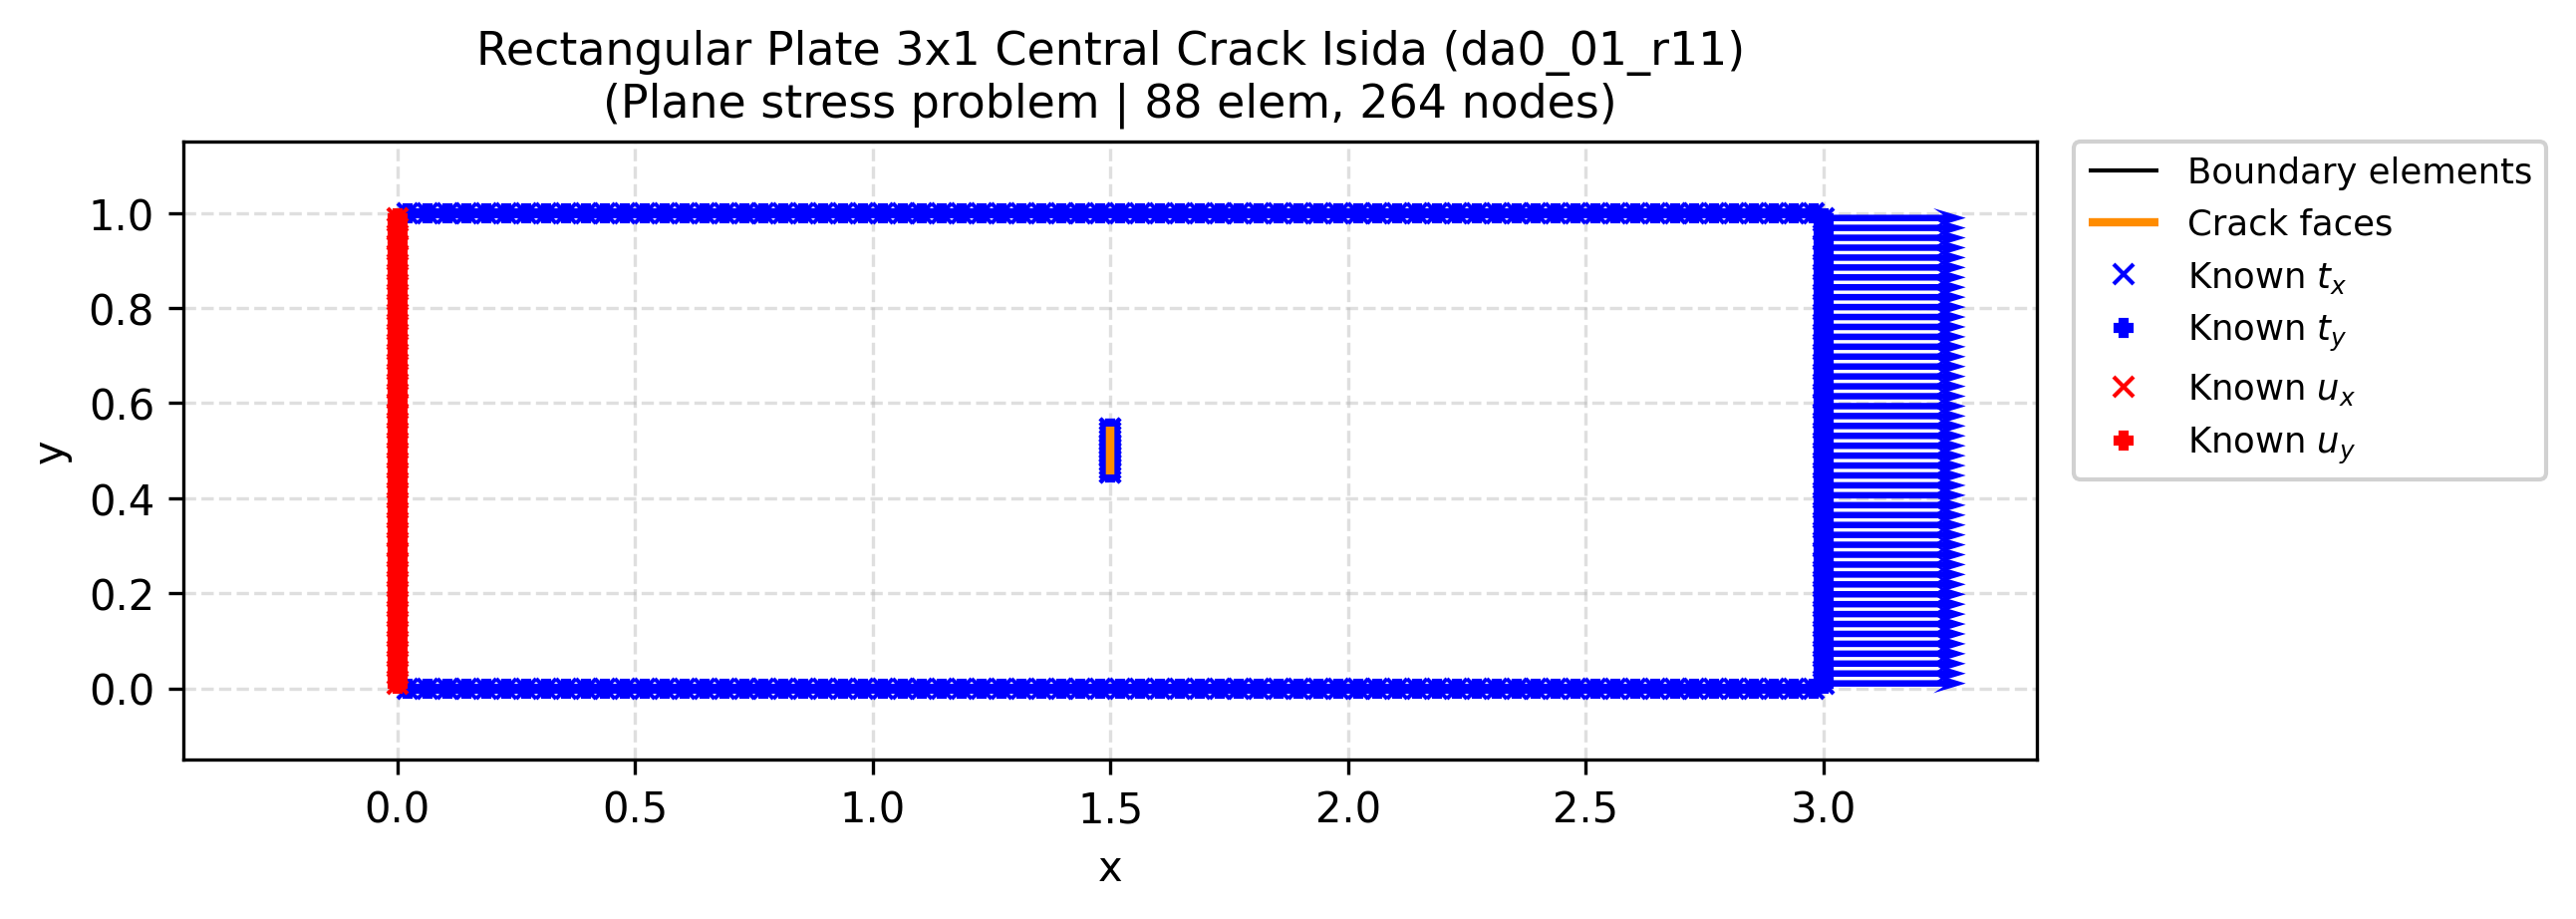 Rectangular Plate 3x1 Central Crack Isida (da0_01_r11)
(Plane stress problem | 88 elem, 264 nodes)
Boundary elements
Crack faces
Known t_x
Known t_y
Known u_x
Known u_y
y
1.0
0.8
0.6
0.4
0.2
0.0
0.0 0.5 1.0 1.5 2.0 2.5 3.0
x